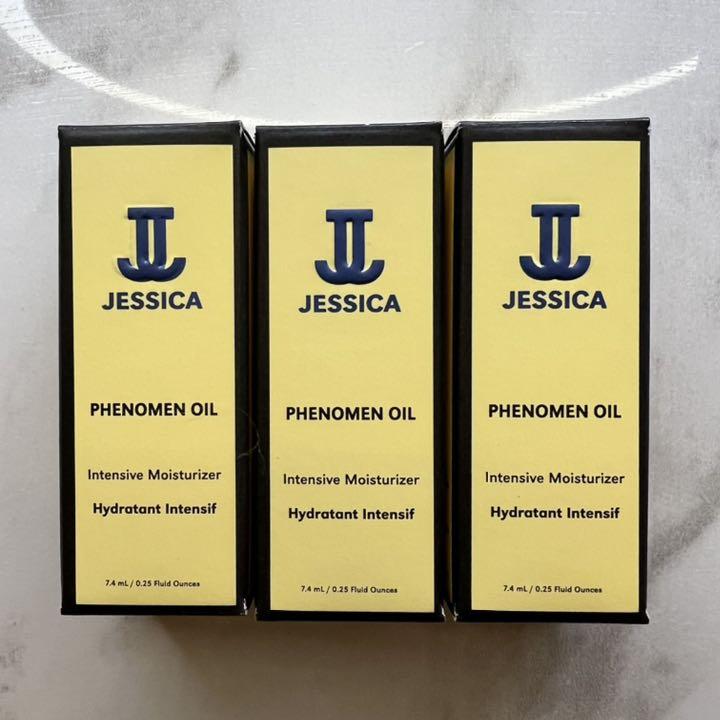 JESSICA
PHENOMEN OIL
Intensive Moisturizer
Hydratant Intensif
7.4 mL / 0.25 Fluid Ounces
JESSICA
PHENOMEN OIL
Intensive Moisturizer
Hydratant Intensif
7.4 mL / 0.25 Fluid Ounces
JESSICA
PHENOMEN OIL
Intensive Moisturizer
Hydratant Intensif
7.4 mL / 0.25 Fluid Ounces